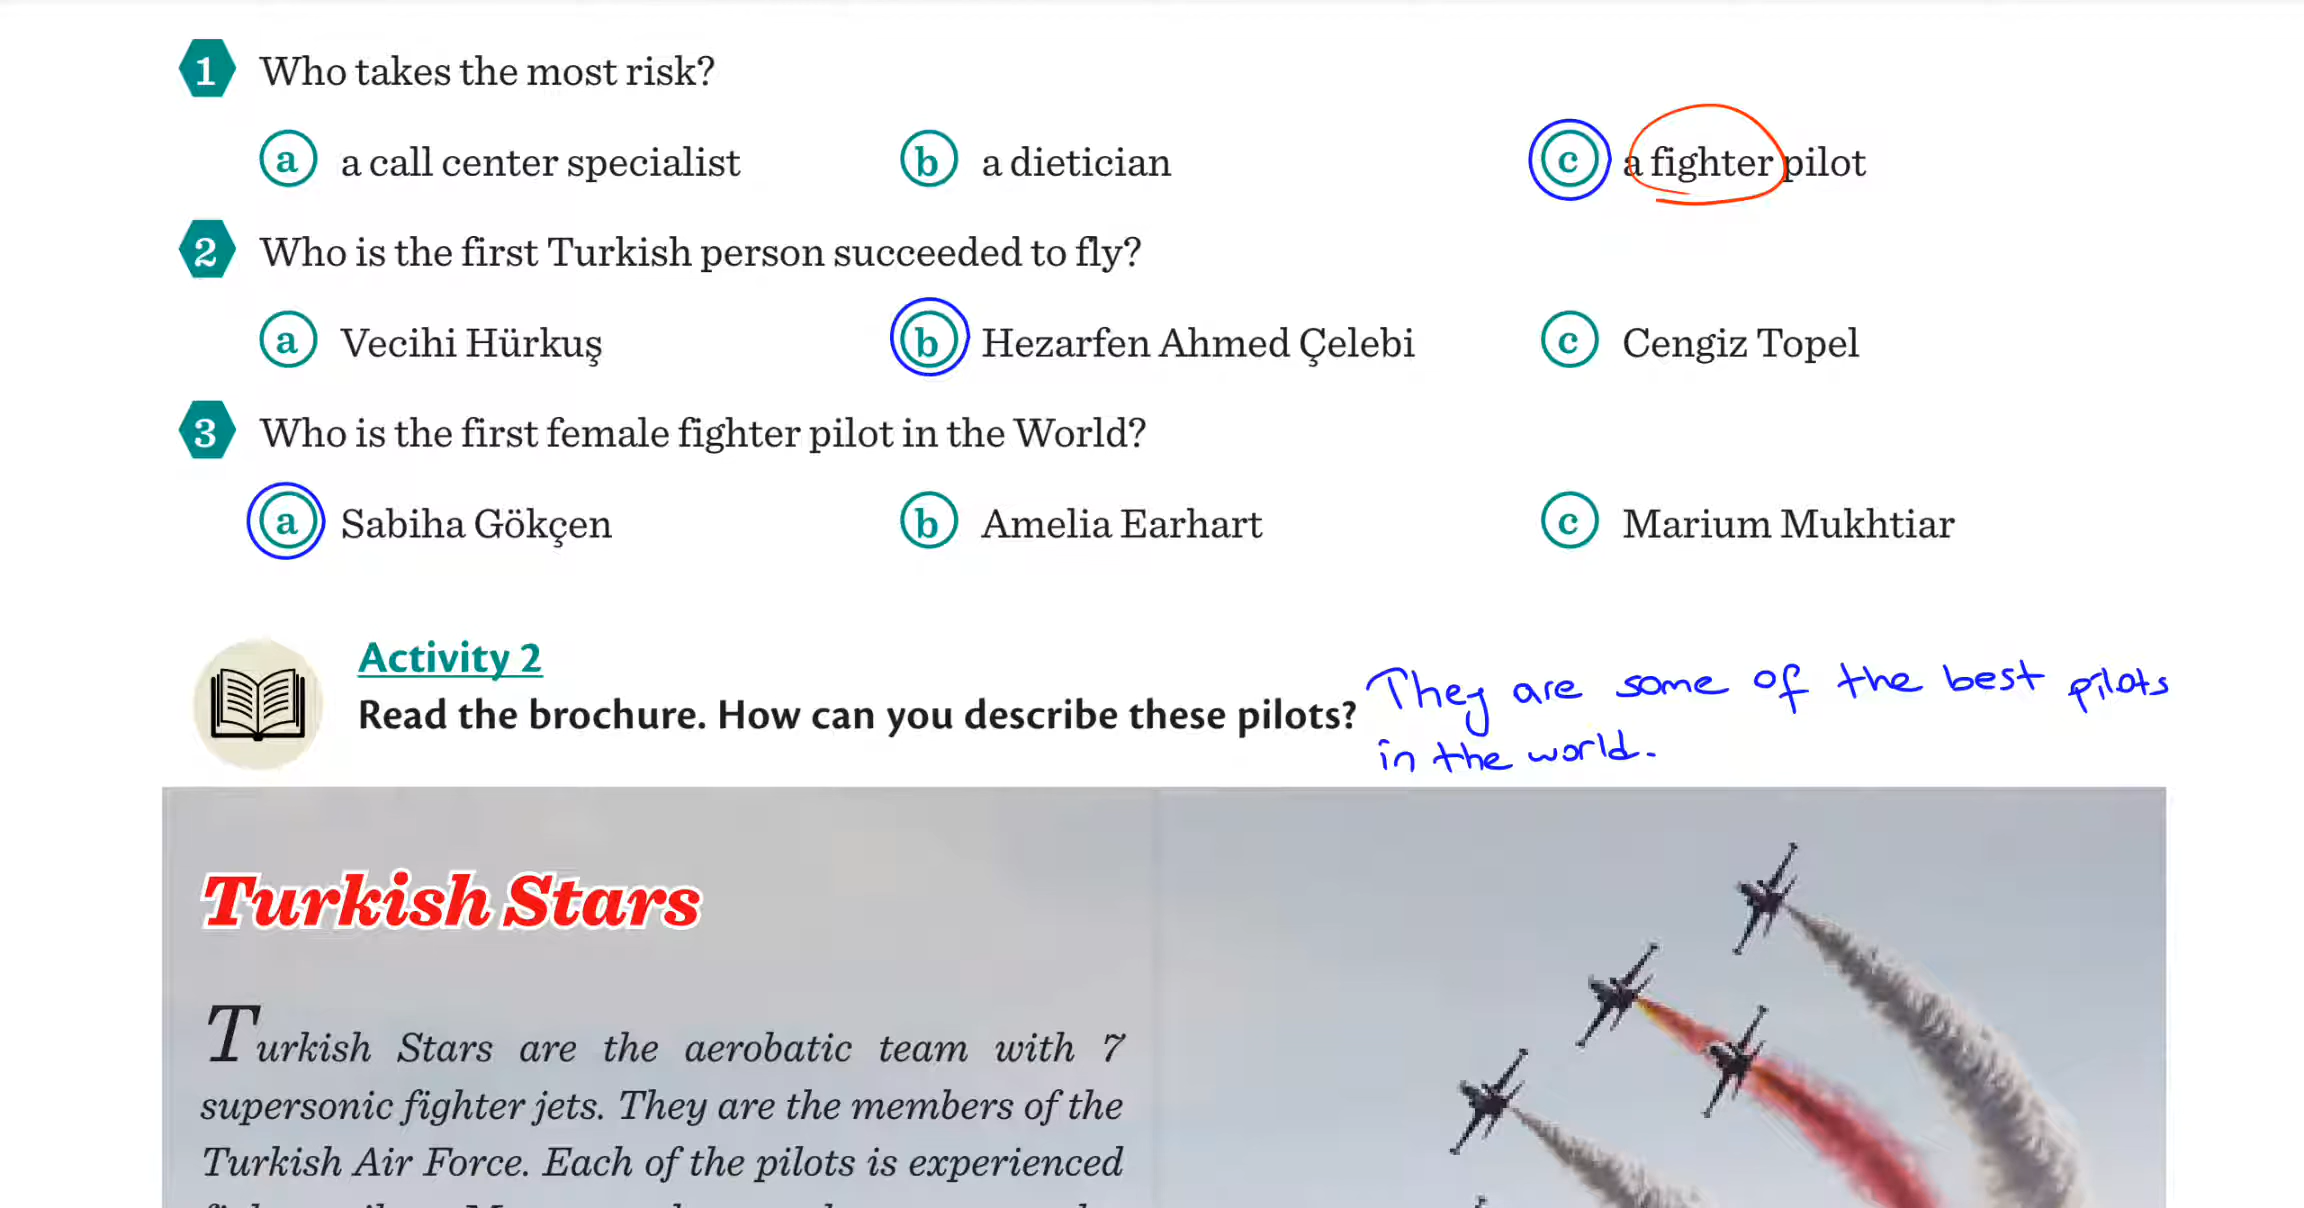 1 Who takes the most risk?
a a call center specialist b a dietician c a fighter pilot
2 Who is the first Turkish person succeeded to fly?
a Vecihi Hürkuş b Hezarfen Ahmed Çelebi c Cengiz Topel
3 Who is the first female fighter pilot in the World?
a Sabiha Gökçen b Amelia Earhart c Marium Mukhtiar
Activity 2
Read the brochure. How can you describe these pilots? They are some of the best pilots
in the world.
Turkish Stars
Turkish Stars are the aerobatic team with 7
supersonic fighter jets. They are the members of the
Turkish Air Force. Each of the pilots is experienced